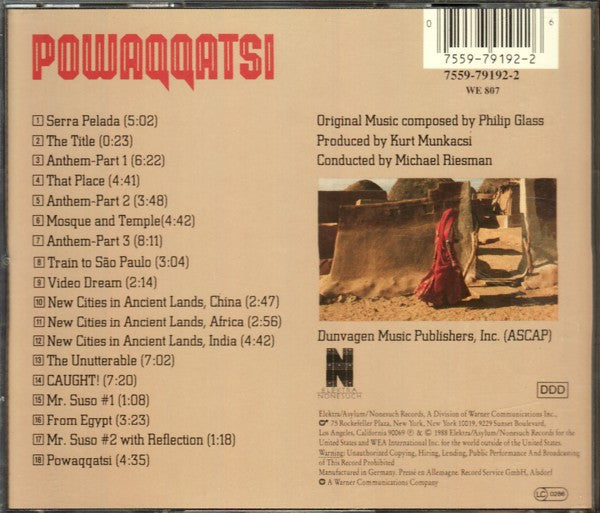 POWAQQATSI
0 6
7559-79192-2
7559-79192-2
WE 807
1 Serra Pelada (5:02)
2 The Title (0:23)
3 Anthem-Part 1 (6:22)
4 That Place (4:41)
5 Anthem-Part 2 (3:48)
6 Mosque and Temple(4:42)
7 Anthem-Part 3 (8:11)
8 Train to São Paulo (3:04)
9 Video Dream (2:14)
10 New Cities in Ancient Lands, China (2:47)
11 New Cities in Ancient Lands, Africa (2:56)
12 New Cities in Ancient Lands, India (4:42)
13 The Unutterable (7:02)
14 CAUGHT! (7:20)
15 Mr. Suso #1 (1:08)
16 From Egypt (3:23)
17 Mr. Suso #2 with Reflection (1:18)
18 Powaqqatsi (4:35)
Original Music composed by Philip Glass
Produced by Kurt Munkacsi
Conducted by Michael Riesman
Dunvagen Music Publishers, Inc. (ASCAP)
N
ELEKTRA
NONESUCH
DDD
Elektra/Asylum/Nonesuch Records, A Division of Warner Communications Inc.,
75 Rockefeller Plaza, New York, New York 10019, 9229 Sunset Boulevard,
Los Angeles, California 90069 ℗ & © 1988 Elektra/Asylum/Nonesuch Records for the
United States and WEA International Inc. for the world outside of the United States.
Warning: Unauthorized Copying, Hiring, Lending, Public Performance And Broadcasting
of This Record Prohibited
Manufactured in Germany. Pressé en Allemagne. Record Service GmbH, Alsdorf
A Warner Communications Company
LC 0286